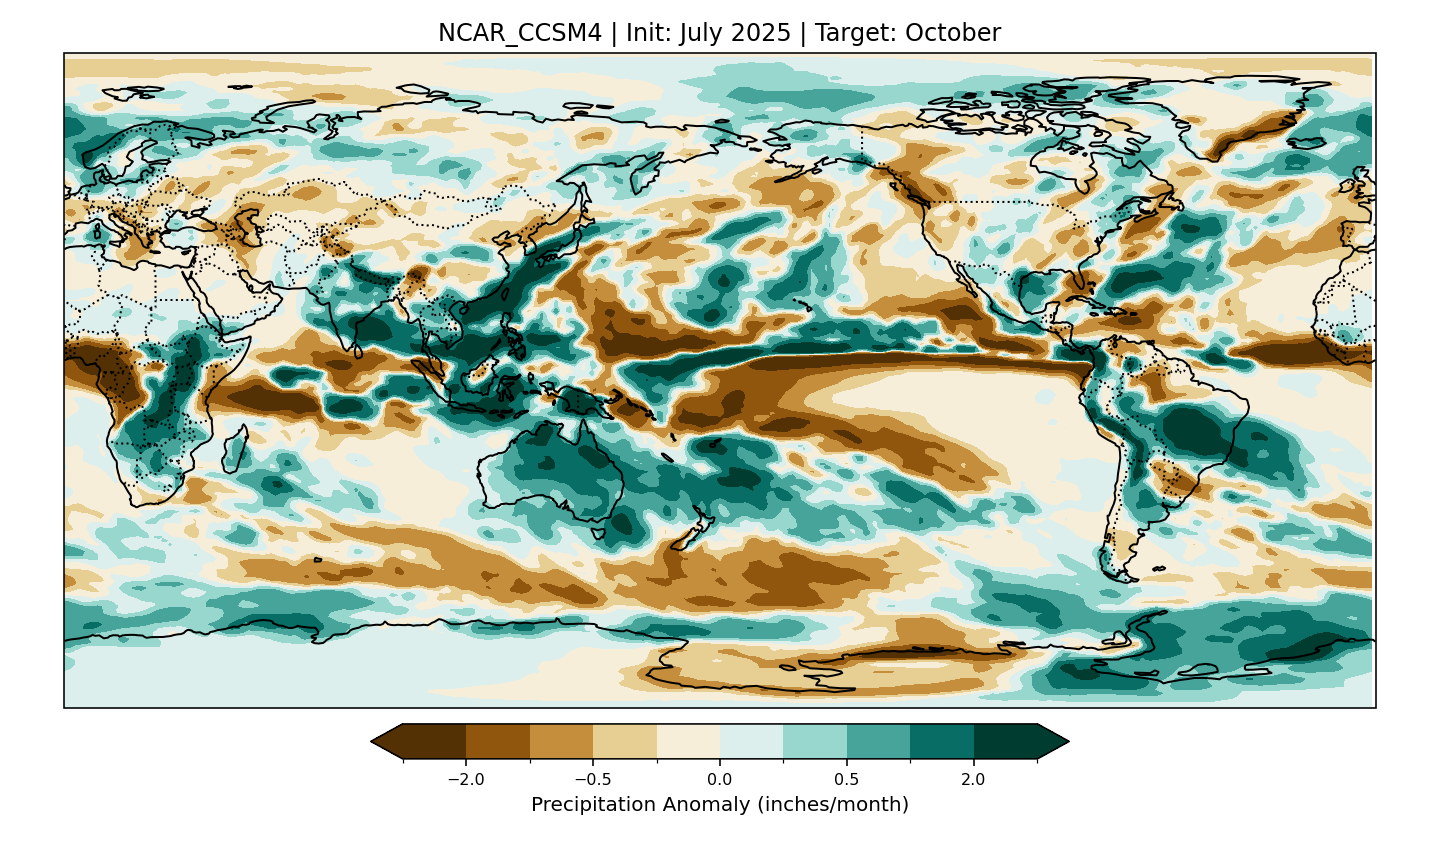 NCAR_CCSM4 | Init: July 2025 | Target: October
−2.0 −0.5 0.0 0.5 2.0
Precipitation Anomaly (inches/month)